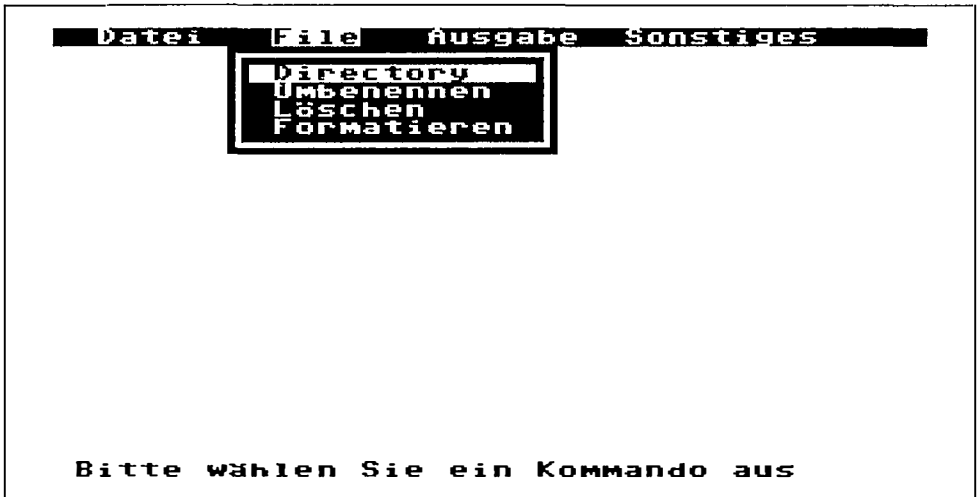 Datei File Ausgabe Sonstiges
Directory
Umbenennen
Löschen
Formatieren
Bitte wählen Sie ein Kommando aus